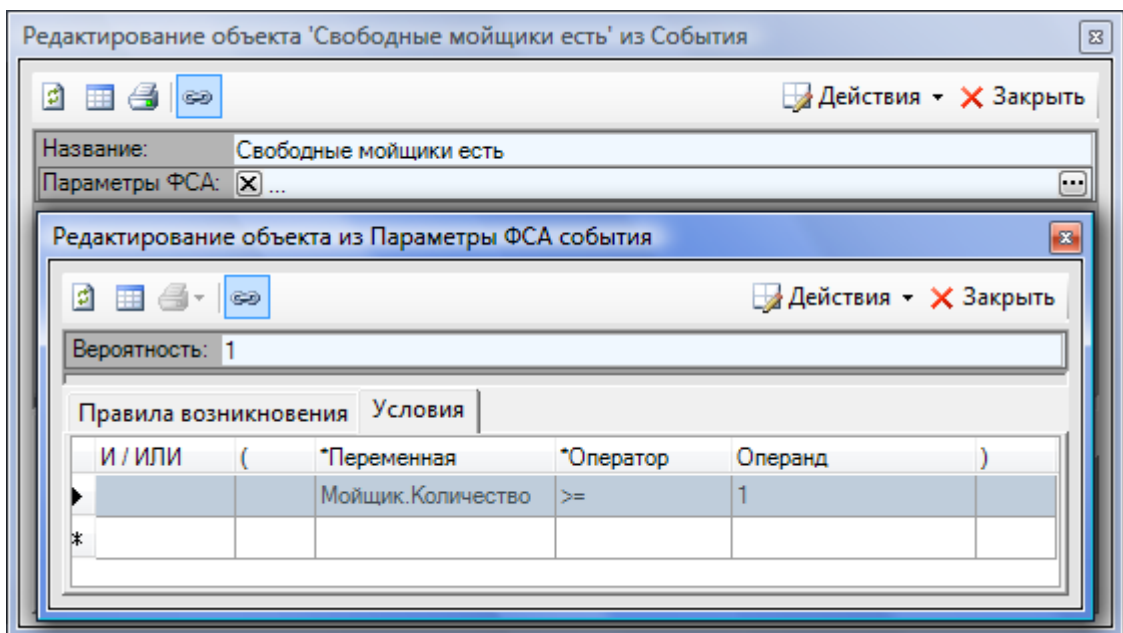 Редактирование объекта 'Свободные мойщики есть' из События
Действия Закрыть
Название: Свободные мойщики есть
Параметры ФСА: ...
Редактирование объекта из Параметры ФСА события
Действия Закрыть
Вероятность: 1
Правила возникновения Условия
И / ИЛИ ( *Переменная *Оператор Операнд )
Мойщик.Количество >= 1
*